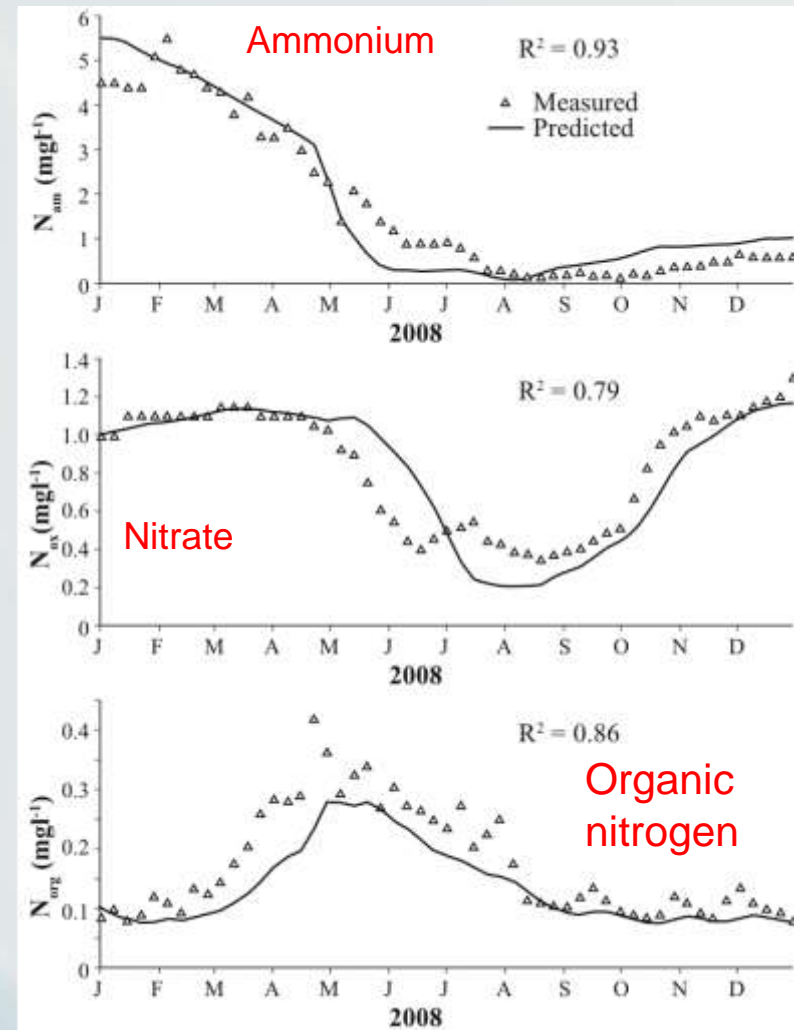 6
Ammonium
R² = 0.93
5
Measured
4
Predicted
3
2
1
0
N_am (mgl⁻¹)
J F M A M J J A S O N D
2008
1.4
R² = 0.79
1.2
1.0
0.8
0.6
Nitrate
0.4
0.2
0
N_ox (mgl⁻¹)
J F M A M J J A S O N D
2008
R² = 0.86
0.4
Organic
nitrogen
0.3
0.2
0.1
0
N_org (mgl⁻¹)
J F M A M J J A S O N D
2008